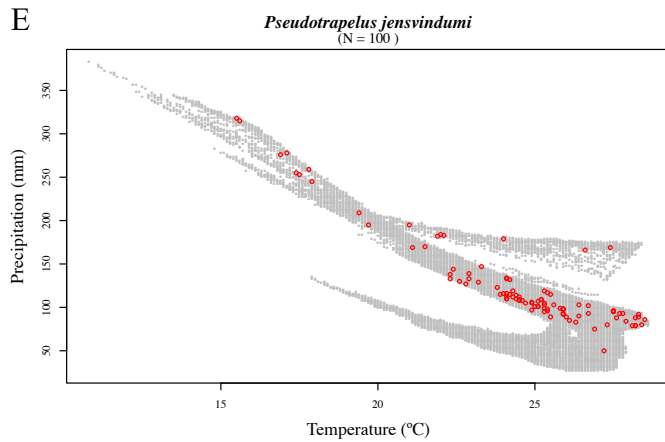 E
Pseudotrapelus jensvindumi
(N = 100 )
Precipitation (mm)
350
300
250
200
150
100
50
15
20
25
Temperature (ºC)